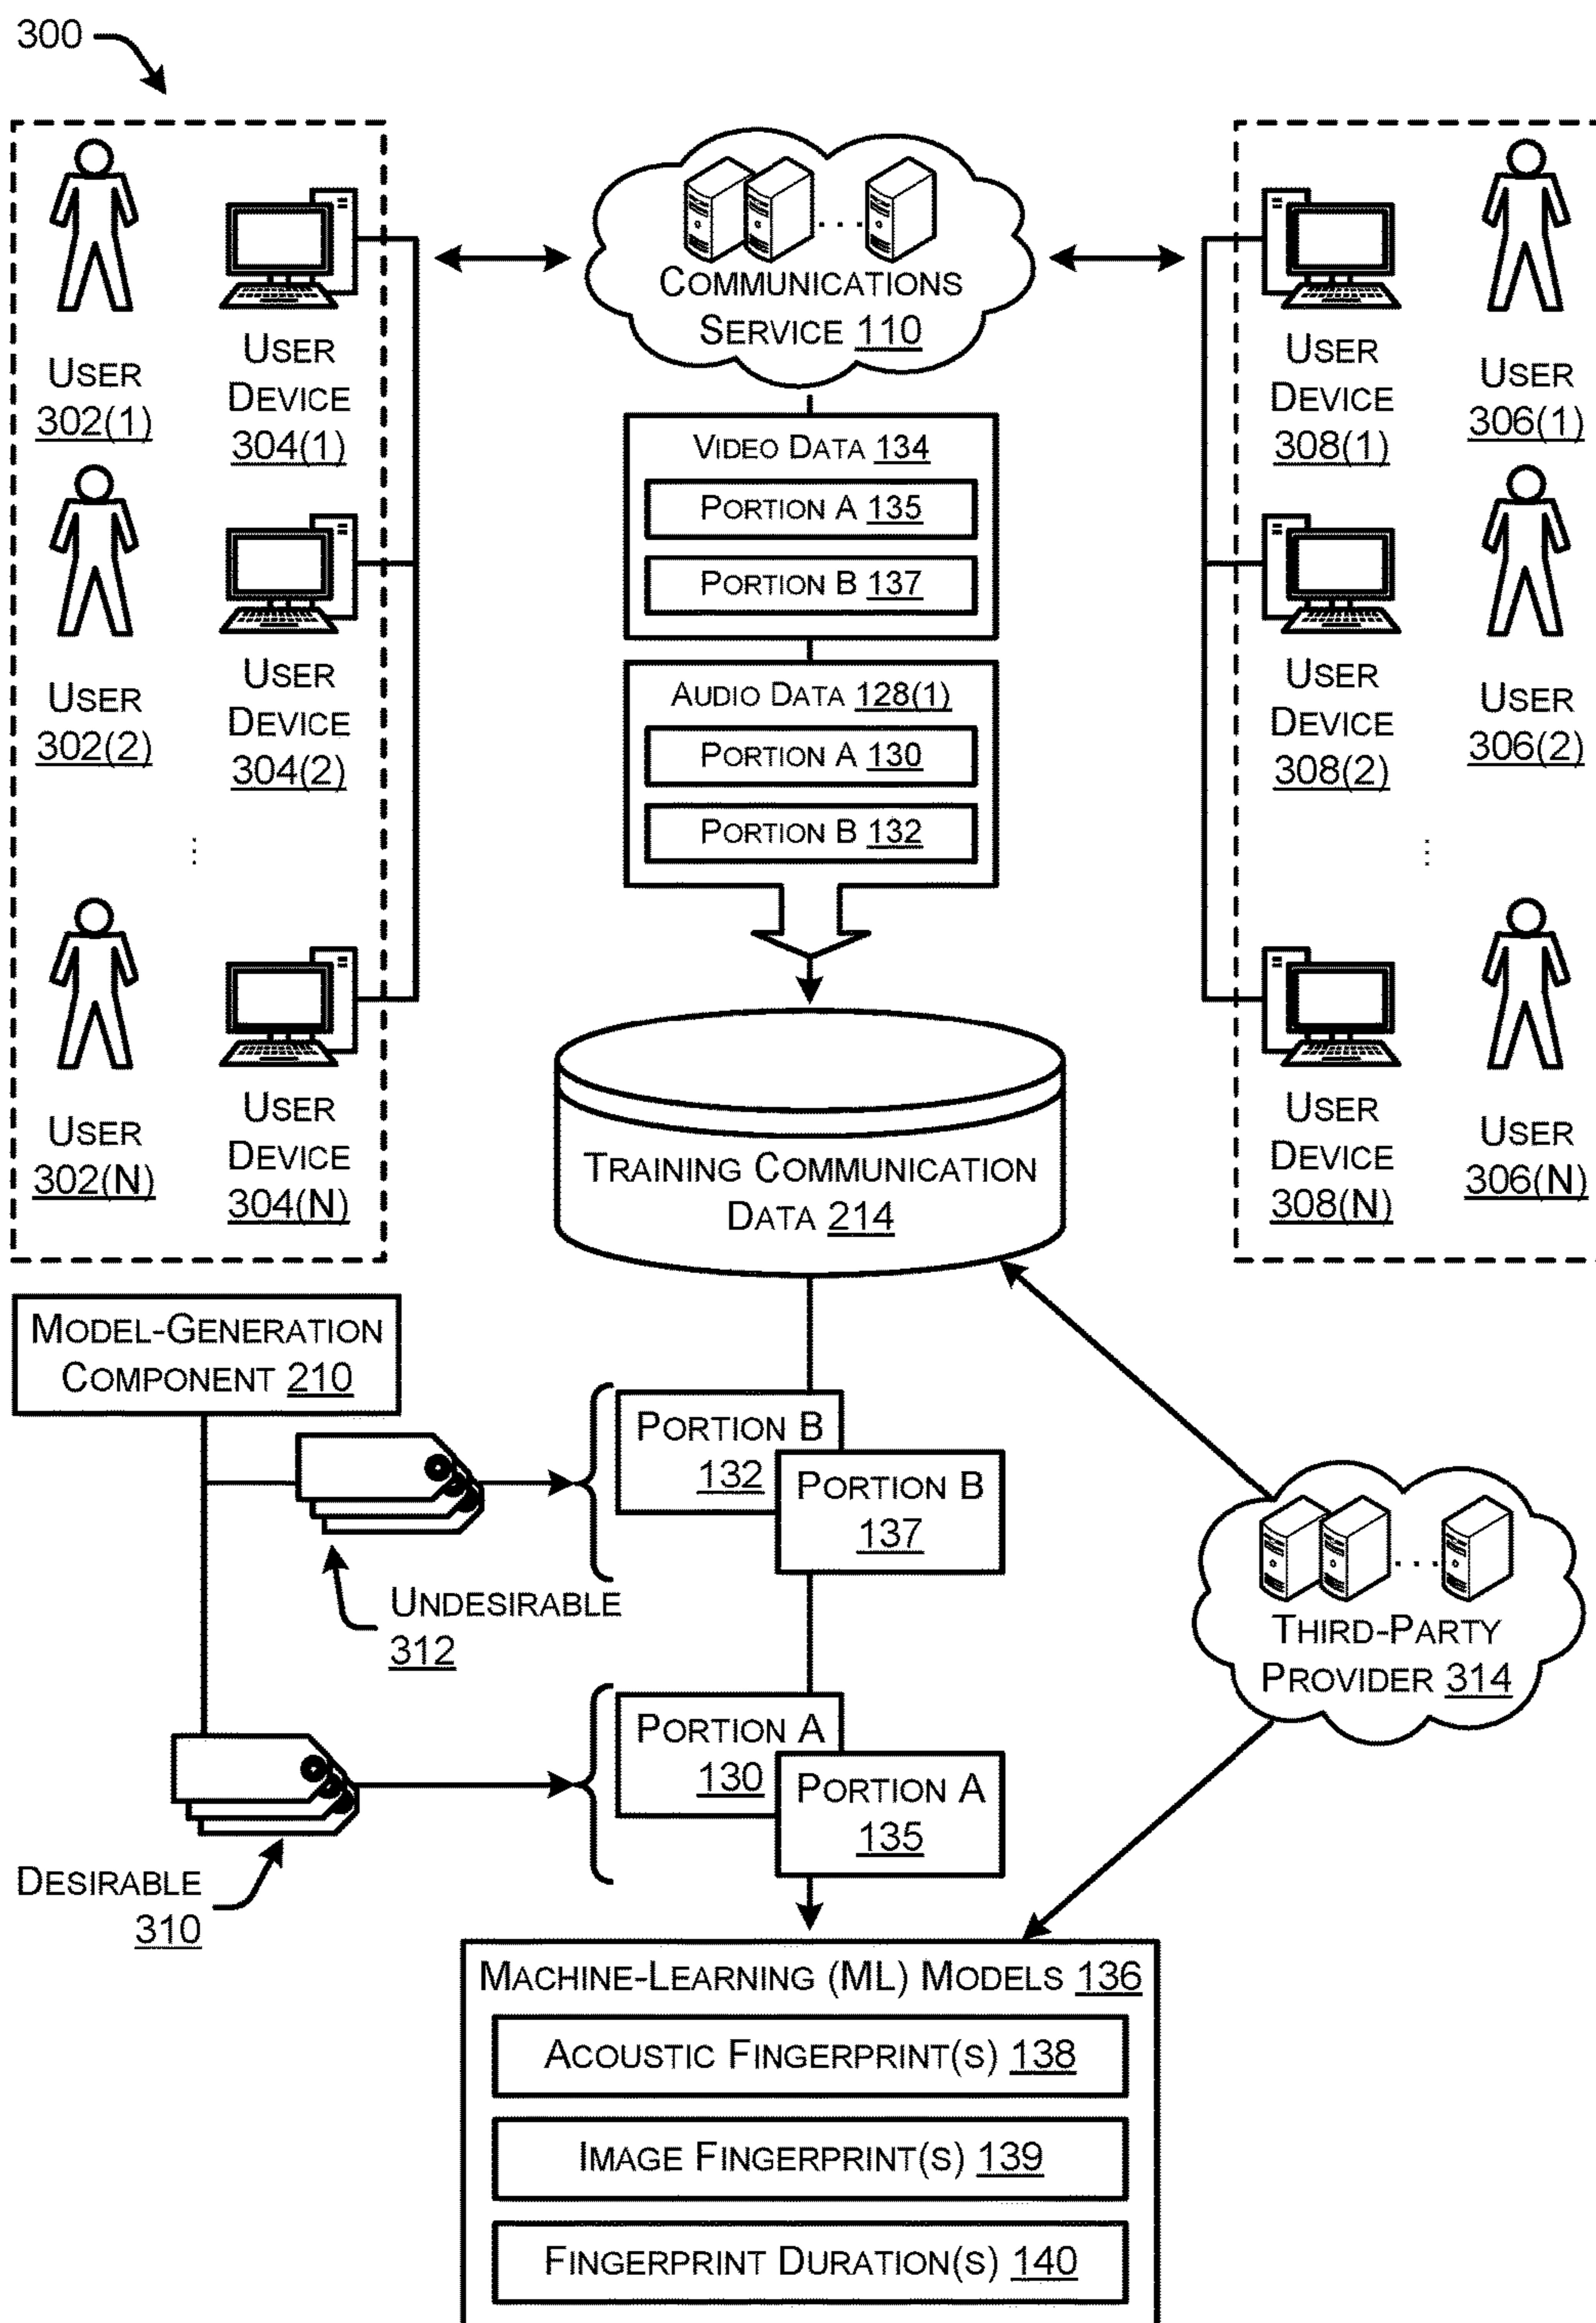 300
COMMUNICATIONS
SERVICE 110
USER
302(1)
USER
DEVICE
304(1)
USER
302(2)
USER
DEVICE
304(2)
...
USER
302(N)
USER
DEVICE
304(N)
VIDEO DATA 134
PORTION A 135
PORTION B 137
AUDIO DATA 128(1)
PORTION A 130
PORTION B 132
USER
DEVICE
308(1)
USER
306(1)
USER
DEVICE
308(2)
USER
306(2)
...
USER
DEVICE
308(N)
USER
306(N)
TRAINING COMMUNICATION
DATA 214
MODEL-GENERATION
COMPONENT 210
PORTION B
132
PORTION B
137
UNDESIRABLE
312
THIRD-PARTY
PROVIDER 314
PORTION A
130
PORTION A
135
DESIRABLE
310
MACHINE-LEARNING (ML) MODELS 136
ACOUSTIC FINGERPRINT(S) 138
IMAGE FINGERPRINT(S) 139
FINGERPRINT DURATION(S) 140